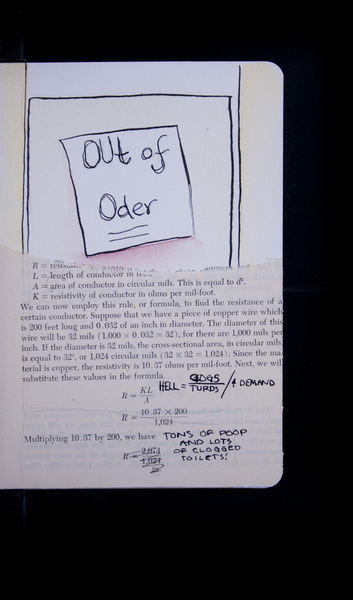 OUt of
Oder
R =
L = length of conductor in
A = area of conductor in circular mils. This is equal to d².
K = resistivity of conductor in ohms per mil-foot.
We can now employ this rule, or formula, to find the resistance of a
certain conductor. Suppose that we have a piece of copper wire which
is 200 feet long and 0.032 of an inch in diameter. The diameter of this
wire will be 32 mils (1,000 × 0.032 = 32), for there are 1,000 mils per
inch. If the diameter is 32 mils, the cross-sectional area, in circular mils,
is equal to 32², or 1,024 circular mils (32 × 32 = 1,024). Since the ma-
terial is copper, the resistivity is 10.37 ohms per mil-foot. Next, we will
substitute these values in the formula.
R = KL / A
HELL = / TURDS / & DEMAND
R = 10.37 × 200 / 1,024
Multiplying 10.37 by 200, we have TONS OF POOP
AND LOTS
OF CLOGGED
TOILETS!
R = 2,074 / 1,024